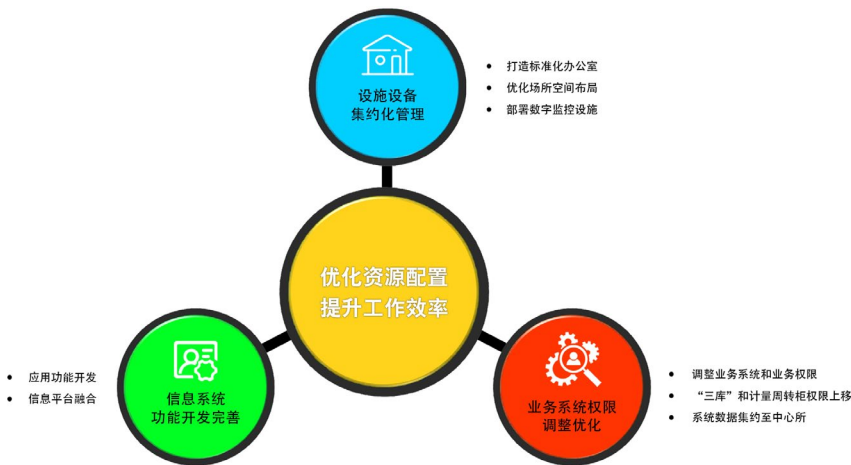 设施设备
集约化管理
打造标准化办公室
优化场所空间布局
部署数字监控设施
优化资源配置
提升工作效率
信息系统
功能开发完善
应用功能开发
信息平台融合
业务系统权限
调整优化
调整业务系统和业务权限
“三库”和计量周转柜权限上移
系统数据集约至中心所